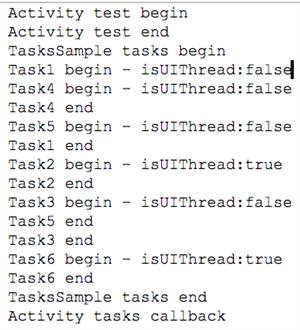 Activity test begin
Activity test end
TasksSample tasks begin
Task1 begin - isUIThread:false
Task4 begin - isUIThread:false
Task4 end
Task5 begin - isUIThread:false
Task1 end
Task2 begin - isUIThread:true
Task2 end
Task3 begin - isUIThread:false
Task5 end
Task3 end
Task6 begin - isUIThread:true
Task6 end
TasksSample tasks end
Activity tasks callback